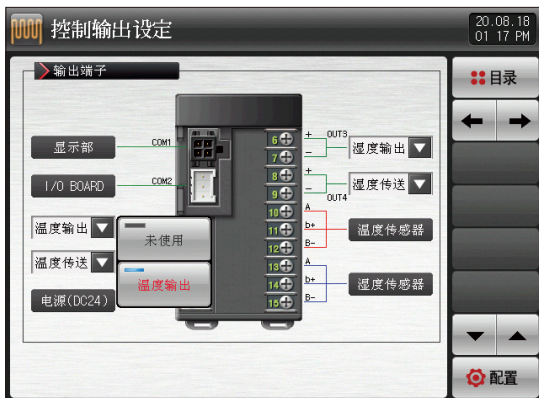 控制输出设定
20.08.18
01 17 PM
输出端子
目录
显示部
COM1
6
+
OUT3
湿度输出
7
-
I/O BOARD
COM2
8
+
湿度传送
9
-
OUT4
温度输出
未使用
10
A
11
b+
温度传感器
12
B-
温度传送
温度输出
13
A
14
b+
湿度传感器
15
B-
电源(DC24)
配置